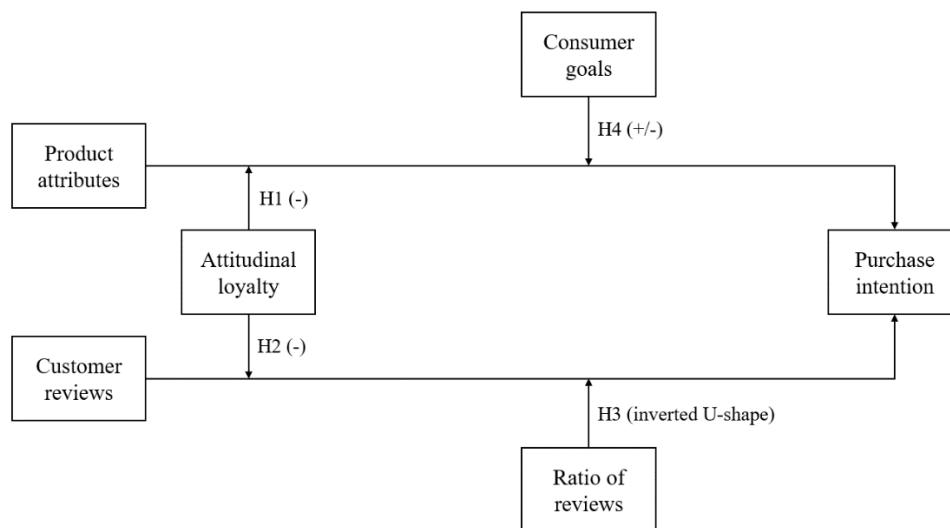 Consumer
goals
H4 (+/-)
Product
attributes
H1 (-)
Attitudinal
loyalty
Purchase
intention
H2 (-)
Customer
reviews
H3 (inverted U-shape)
Ratio of
reviews